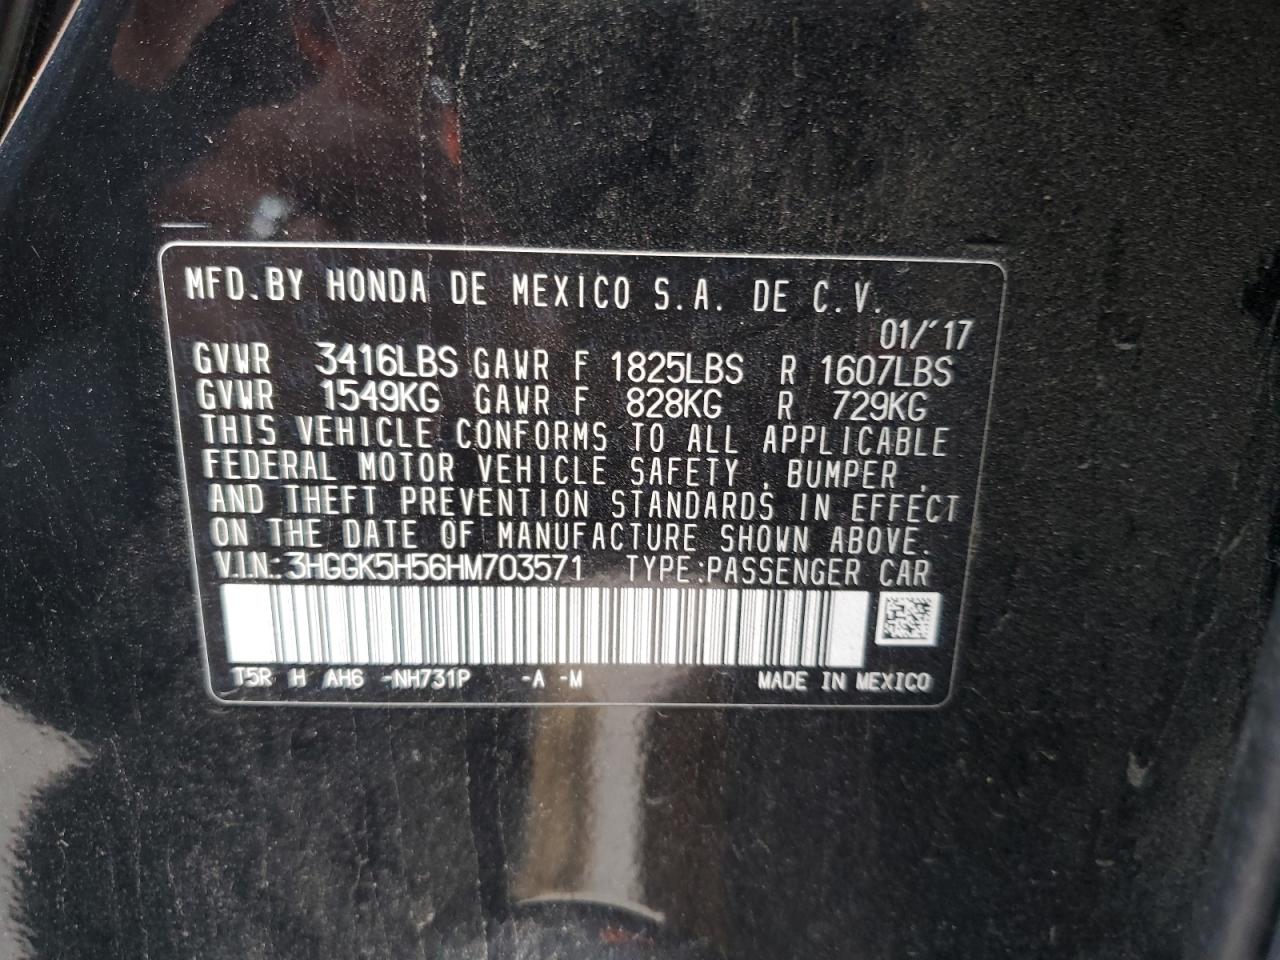 MFD.BY HONDA DE MEXICO S.A. DE C.V.
01/'17
GVWR 3416LBS GAWR F 1825LBS R 1607LBS
GVWR 1549KG GAWR F 828KG R 729KG
THIS VEHICLE CONFORMS TO ALL APPLICABLE
FEDERAL MOTOR VEHICLE SAFETY , BUMPER ,
AND THEFT PREVENTION STANDARDS IN EFFECT
ON THE DATE OF MANUFACTURE SHOWN ABOVE.
V.I.N.: 3HGGK5H56HM703571 TYPE:PASSENGER CAR
T5R H AH6 -NH731P -A -M MADE IN MEXICO